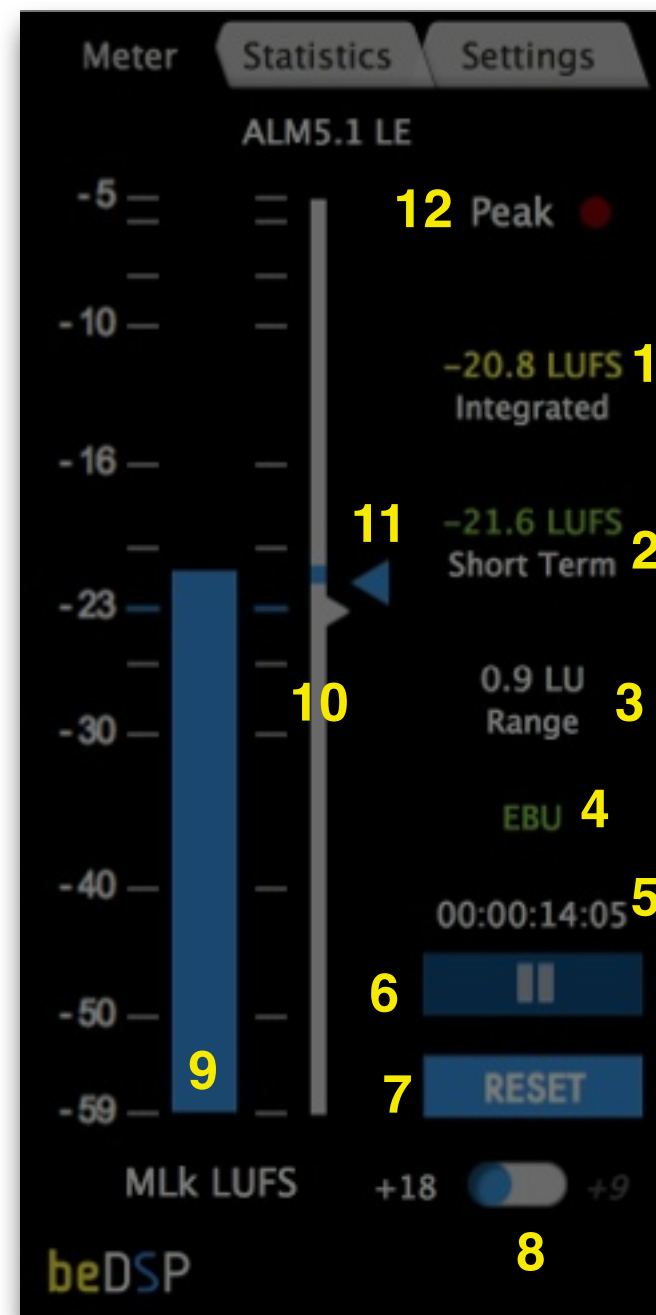 Meter Statistics Settings
ALM5.1 LE
-5
12 Peak
-10
-20.8 LUFS 1
Integrated
-16
11
-21.6 LUFS 2
Short Term
-23
0.9 LU
Range 3
10
-30
EBU 4
-40
5
00:00:14:05
6
-50
9
7 RESET
-59
MLk LUFS +18 +9
8
beDSP